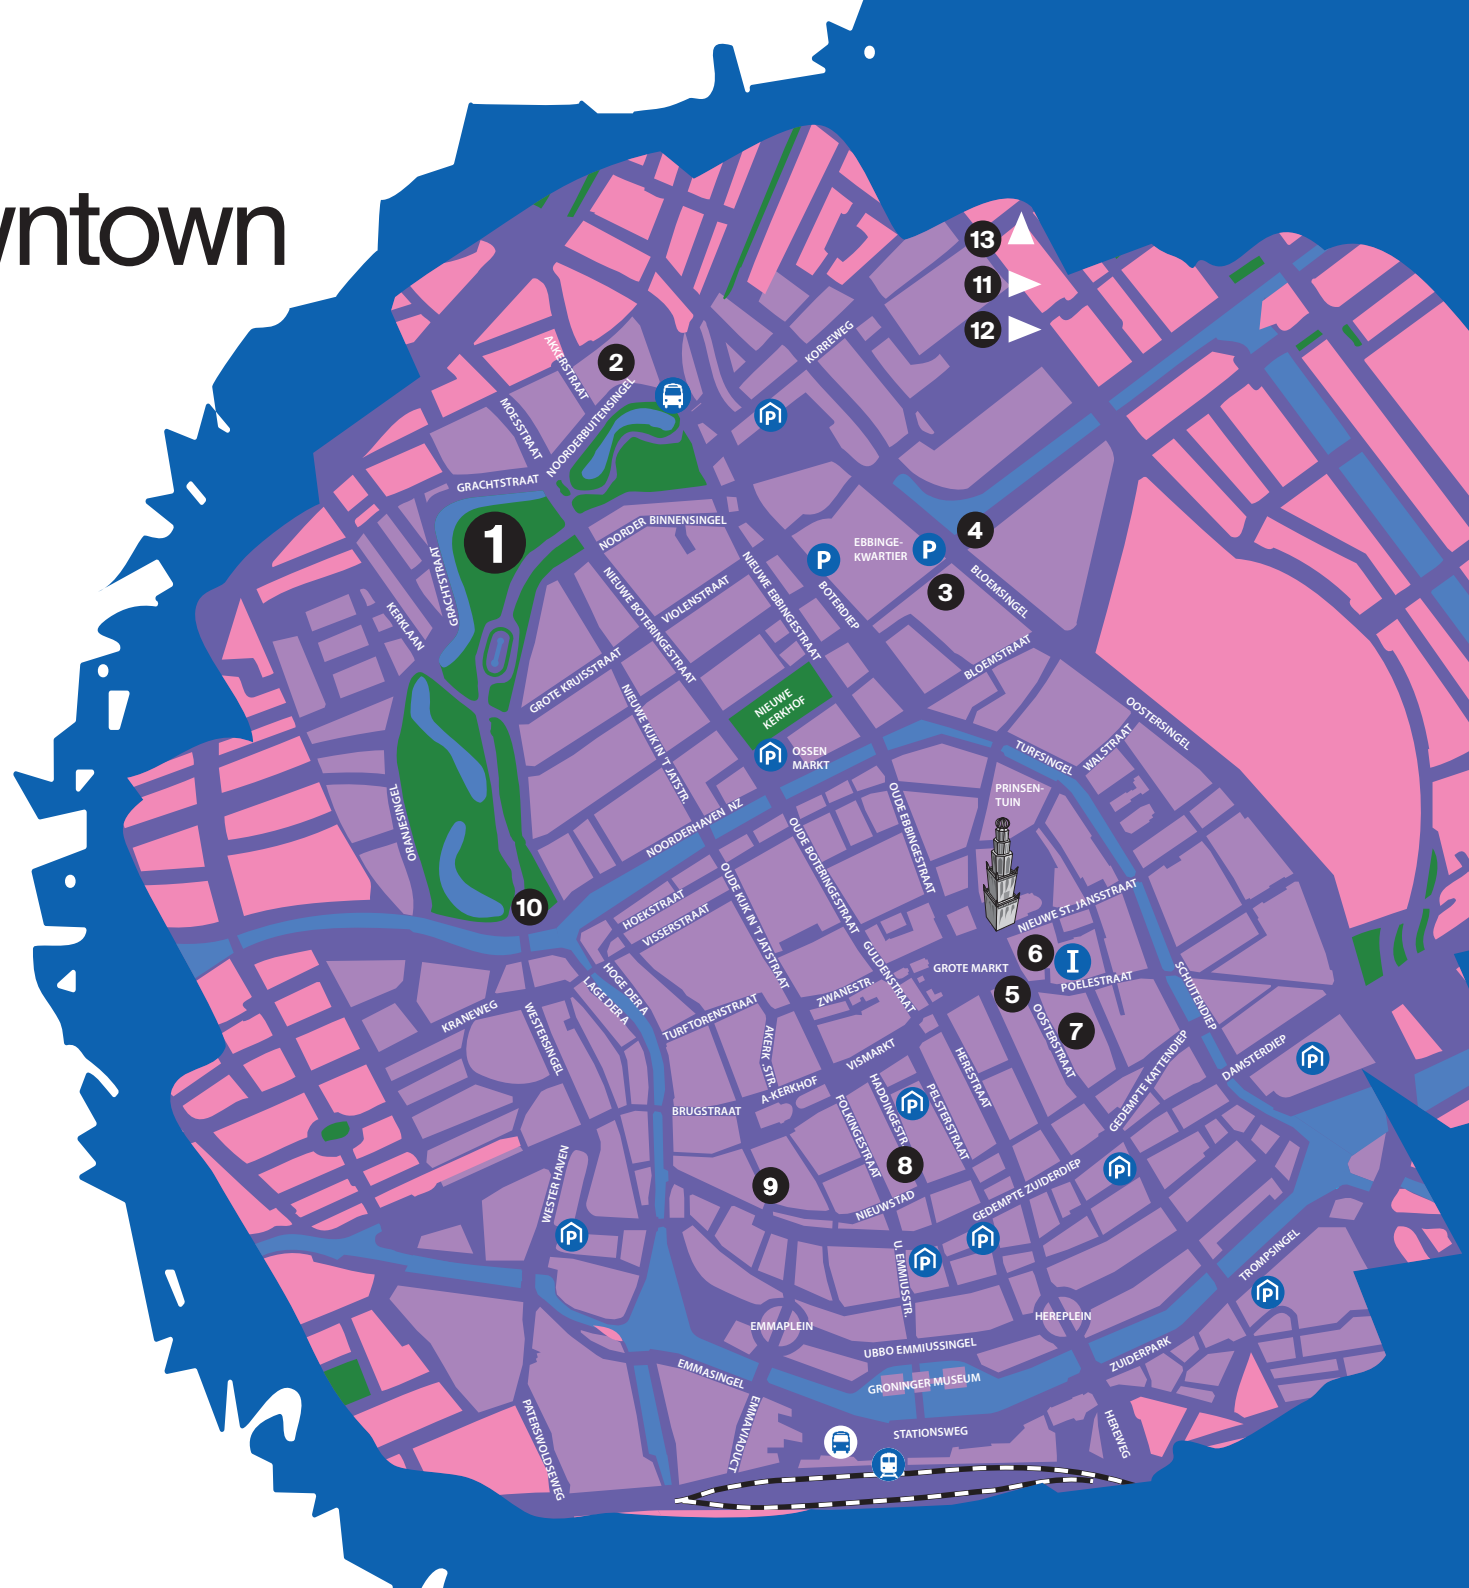 wntown
13
11
12
KORREWEG
AKKERSTRAAT
2
MOESSTRAAT
NOORDERBUITENSINGEL
P
GRACHTSTRAAT
1
NOORDER BINNENSINGEL
4
EBBINGE-
KWARTIER
P
P
3
GRACHTSTRAAT
KERKLAAN
NIEUWE BOTERINGESTRAAT
VIOLENSTRAAT
NIEUWE EBBINGESTRAAT
BOTERDIEP
BLOEMSINGEL
BLOEMSTRAAT
GROTE KRUISSTRAAT
NIEUWE KIJK IN 'T JATSTR.
NIEUWE
KERKHOF
P
OSSEN
MARKT
OOSTERSINGEL
WALSTRAAT
TURFSINGEL
PRINSEN-
TUIN
ORANJESINGEL
NOORDERHAVEN NZ
OUDE EBBINGESTRAAT
OUDE BOTERINGESTRAAT
OUDE KIJK IN 'T JATSTRAAT
10
HOEKSTRAAT
VISSERSTRAAT
NIEUWE ST. JANSSTRAAT
6
I
GROTE MARKT
5
POELESTRAAT
GULDENSTRAAT
ZWANESTR.
HOGE DER A
LAGE DER A
SCHUITENDIEP
KRANEWEG
WESTERSINGEL
TURFTORENSTRAAT
AKERK .STR.
OOSTERSTRAAT
7
VISMARKT
HERESTRAAT
GEDEMPTE KATTENDIEP
DAMSTERDIEP
P
A-KERKHOF
BRUGSTRAAT
FOLKINGESTRAAT
HADDINGESTR.
P
PELSTERSTRAAT
8
9
P
WESTER HAVEN
P
NIEUWSTAD
GEDEMPTE ZUIDERDIEP
P
P
U. EMMIUSSTR.
TROMPSINGEL
P
EMMAPLEIN
HEREPLEIN
UBBO EMMIUSSINGEL
ZUIDERPARK
EMMASINGEL
GRONINGER MUSEUM
PATERSWOLDSEWEG
EMMAVIADUCT
STATIONSWEG
HEREWEG